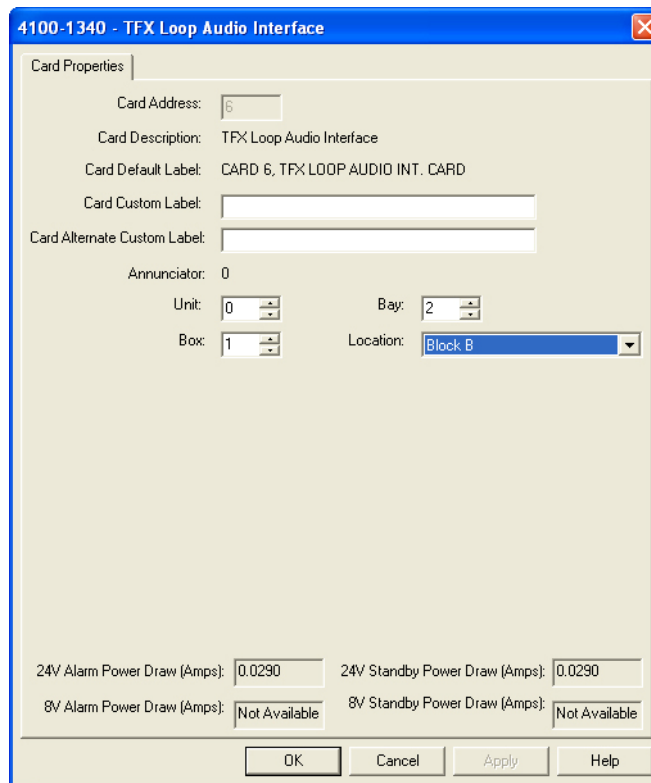 4100-1340 - TFX Loop Audio Interface
Card Properties
Card Address: 6
Card Description: TFX Loop Audio Interface
Card Default Label: CARD 6, TFX LOOP AUDIO INT. CARD
Card Custom Label:
Card Alternate Custom Label:
Annunciator: 0
Unit: 0 Bay: 2
Box: 1 Location: Block B
24V Alarm Power Draw (Amps): 0.0290 24V Standby Power Draw (Amps): 0.0290
8V Alarm Power Draw (Amps): Not Available 8V Standby Power Draw (Amps): Not Available
OK Cancel Apply Help